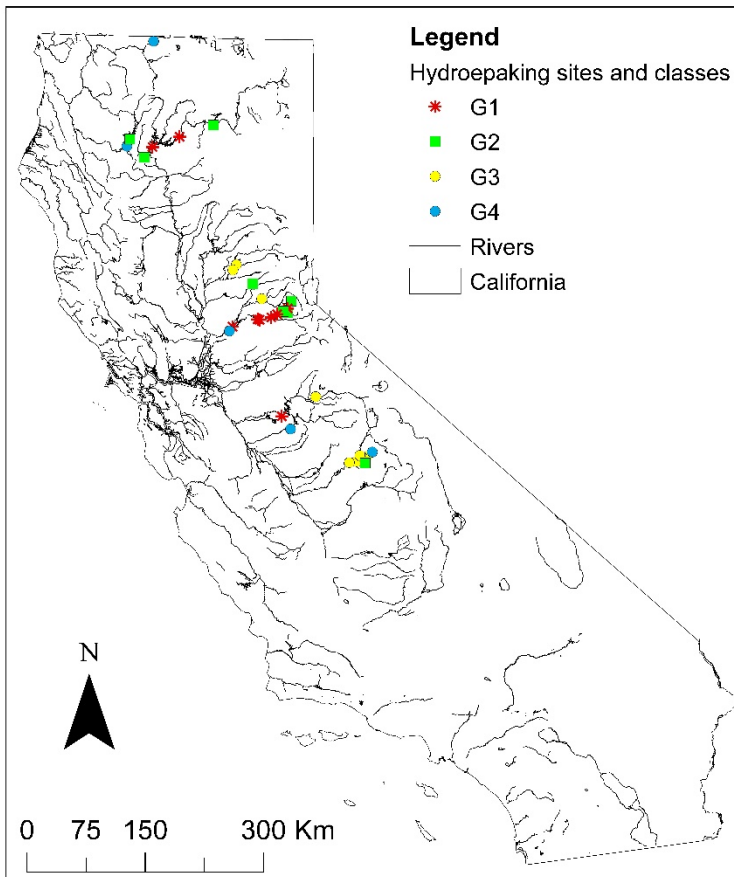 Legend
Hydroepaking sites and classes
G1
G2
G3
G4
Rivers
California
N
0 75 150 300 Km